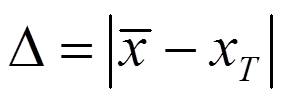 Δ = |x̅ − x_T|